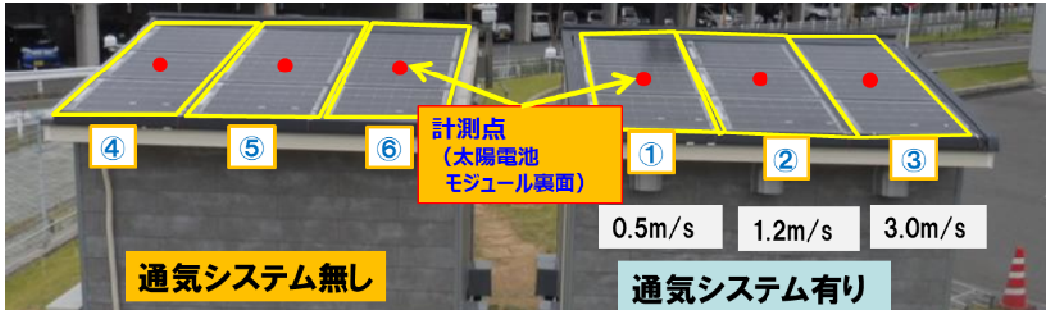 ④
⑤
⑥
計測点
（太陽電池
モジュール裏面）
①
②
③
0.5m/s
1.2m/s
3.0m/s
通気システム無し
通気システム有り